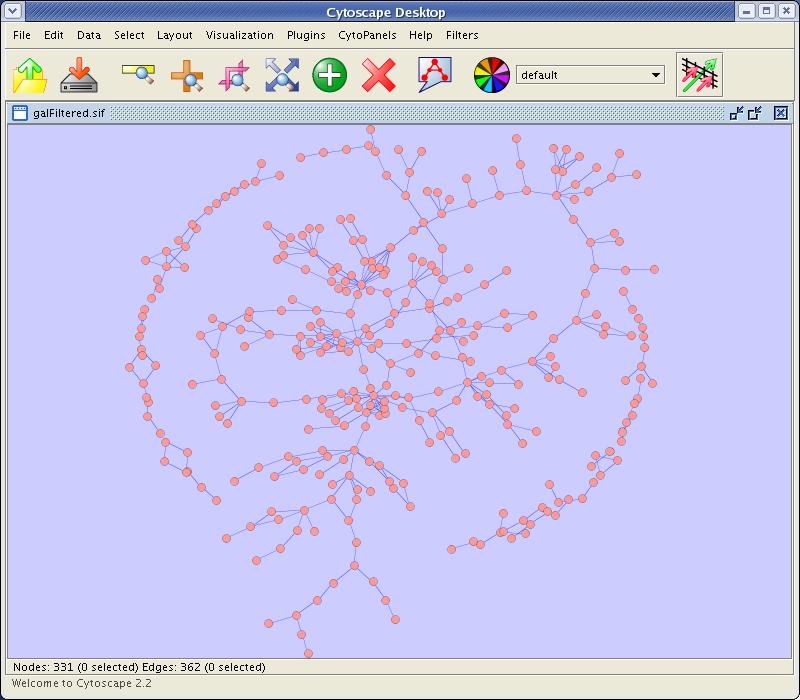 Cytoscape Desktop
File Edit Data Select Layout Visualization Plugins CytoPanels Help Filters
default
galFiltered.sif
Nodes: 331 (0 selected) Edges: 362 (0 selected)
Welcome to Cytoscape 2.2